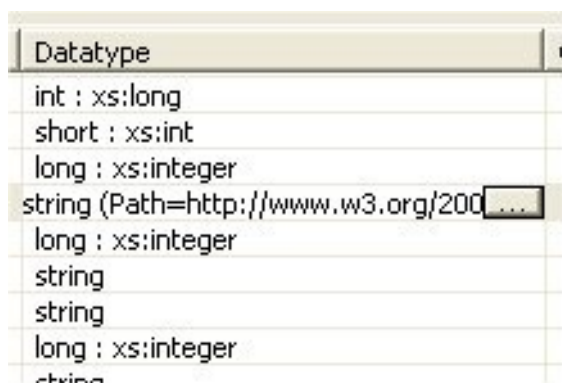 Datatype
int : xs:long
short : xs:int
long : xs:integer
string (Path=http://www.w3.org/200 ...
long : xs:integer
string
string
long : xs:integer
string